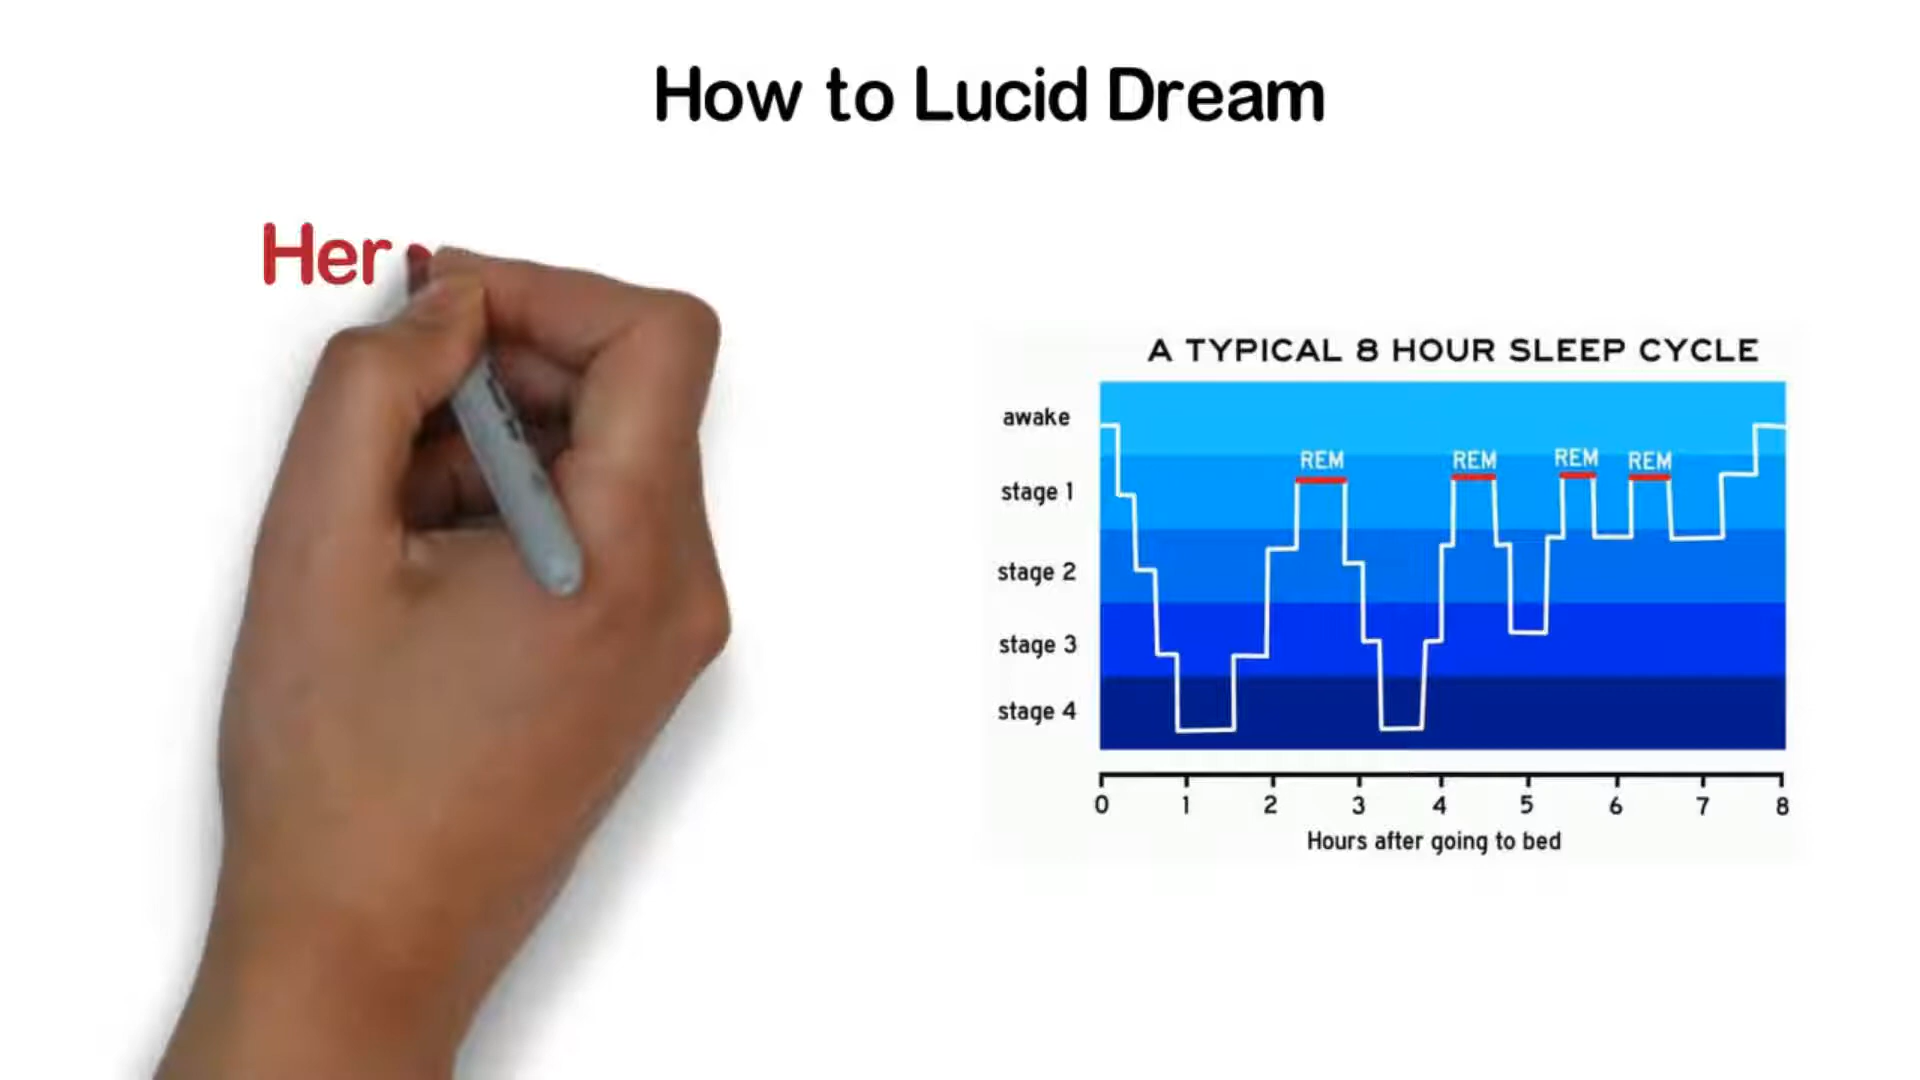 How to Lucid Dream
Her
A TYPICAL 8 HOUR SLEEP CYCLE
awake
stage 1
stage 2
stage 3
stage 4
REM REM REM REM
0 1 2 3 4 5 6 7 8
Hours after going to bed